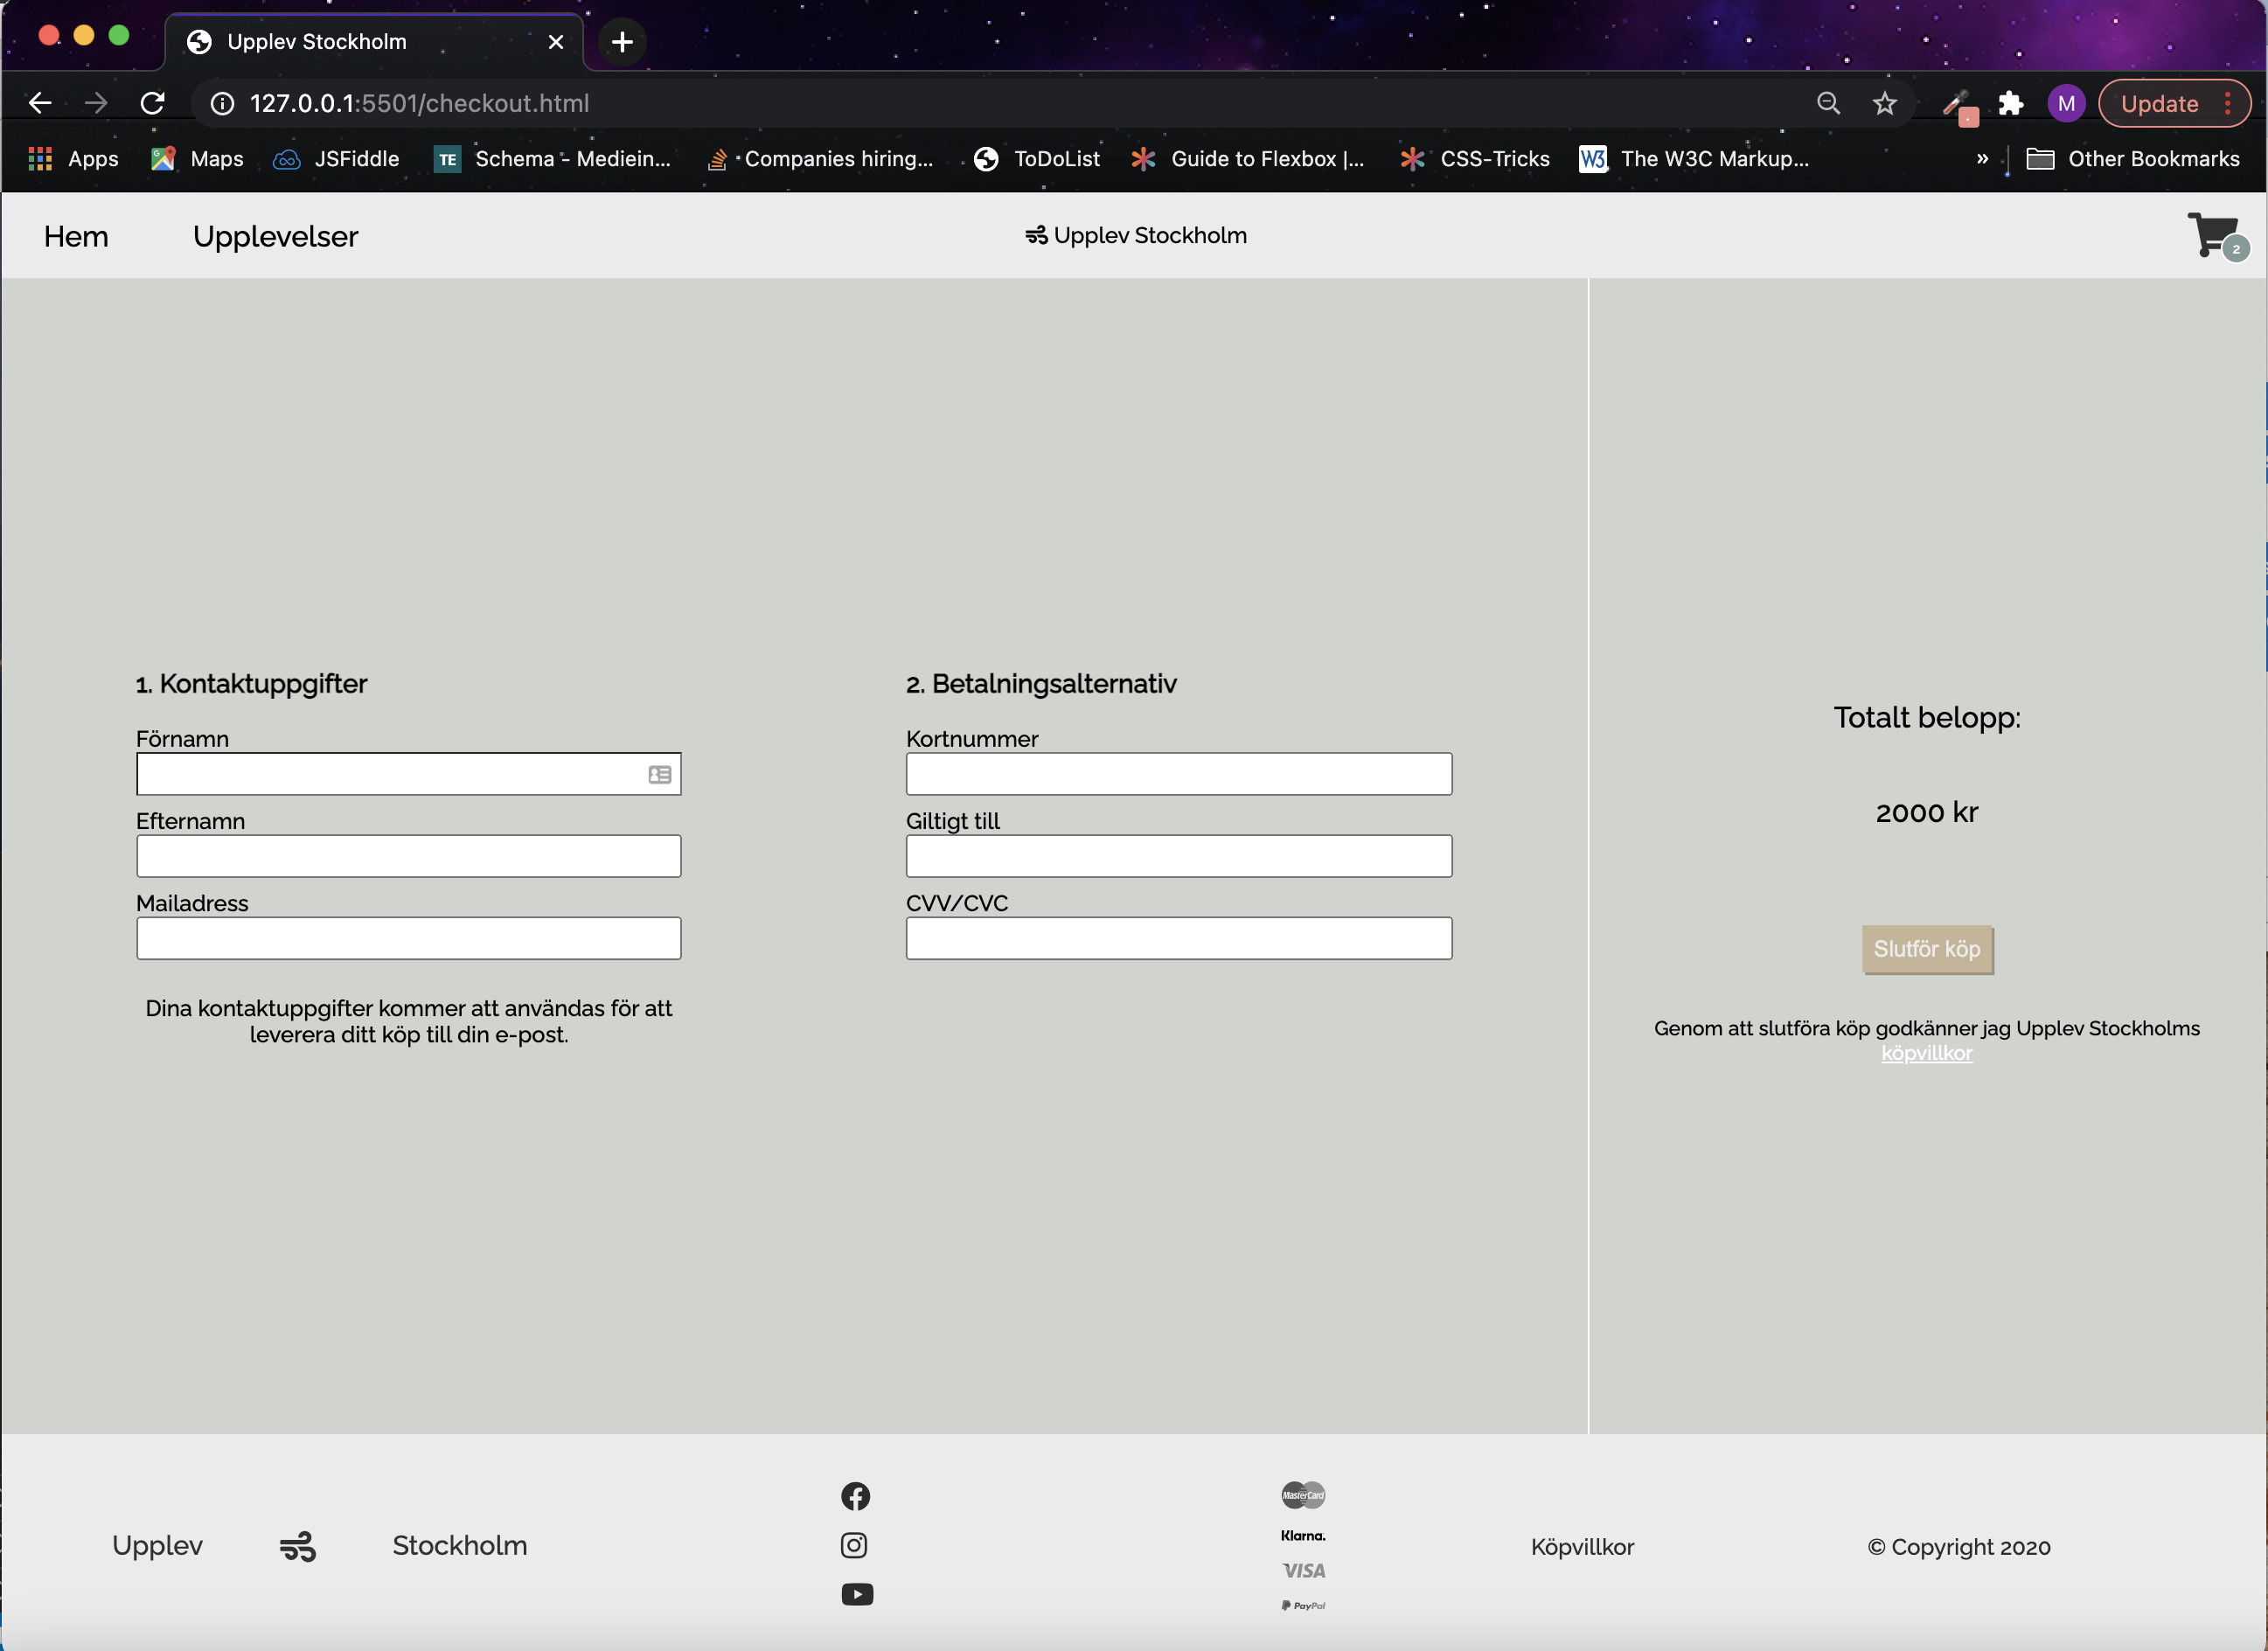 Upplev Stockholm
127.0.0.1:5501/checkout.html
M
Update
Apps
Maps
JSFiddle
TE
Schema - Mediein...
Companies hiring...
ToDoList
Guide to Flexbox |...
CSS-Tricks
W3
The W3C Markup...
»
Other Bookmarks
Hem
Upplevelser
Upplev Stockholm
2
1. Kontaktuppgifter
Förnamn
Efternamn
Mailadress
Dina kontaktuppgifter kommer att användas för att
leverera ditt köp till din e-post.
2. Betalningsalternativ
Kortnummer
Giltigt till
CVV/CVC
Totalt belopp:
2000 kr
Slutför köp
Genom att slutföra köp godkänner jag Upplev Stockholms
köpvillkor
Upplev
Stockholm
MasterCard
Klarna.
VISA
PayPal
Köpvillkor
© Copyright 2020